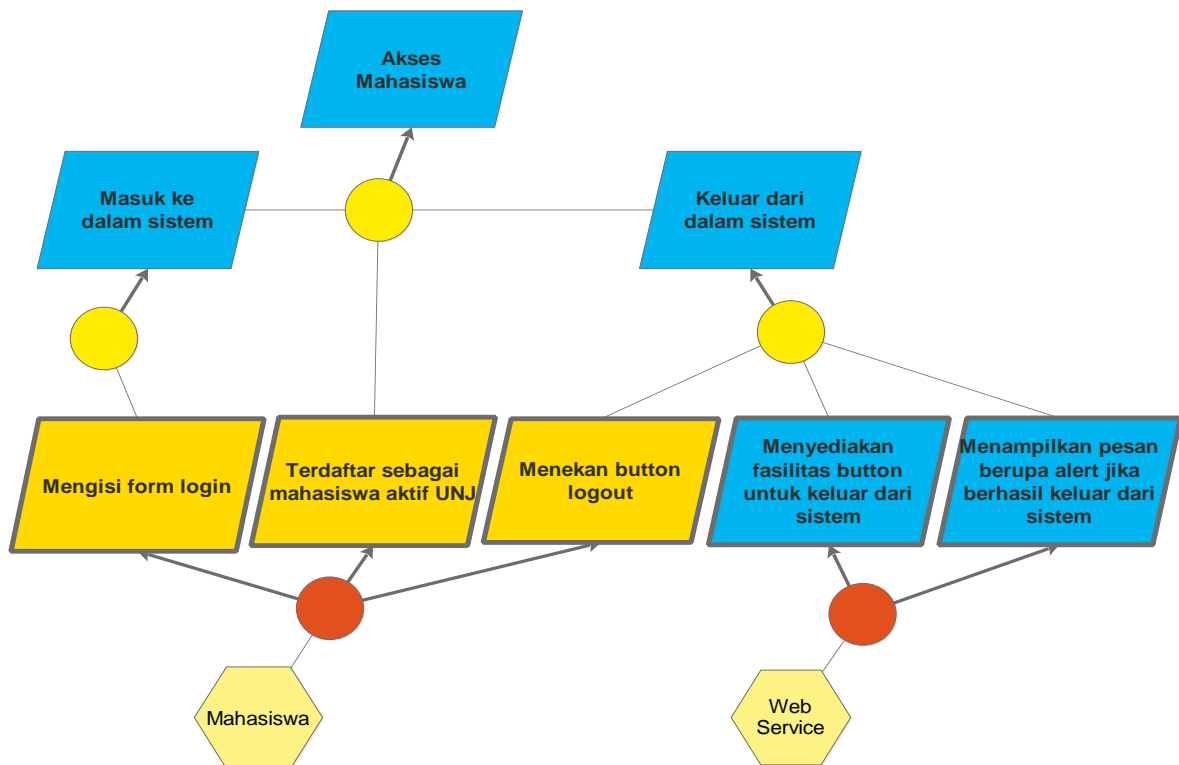 Akses
Mahasiswa
Masuk ke
dalam sistem
Keluar dari
dalam sistem
Mengisi form login
Terdaftar sebagai
mahasiswa aktif UNJ
Menekan button
logout
Menyediakan
fasilitas button
untuk keluar dari
sistem
Menampilkan pesan
berupa alert jika
berhasil keluar dari
sistem
Mahasiswa
Web
Service